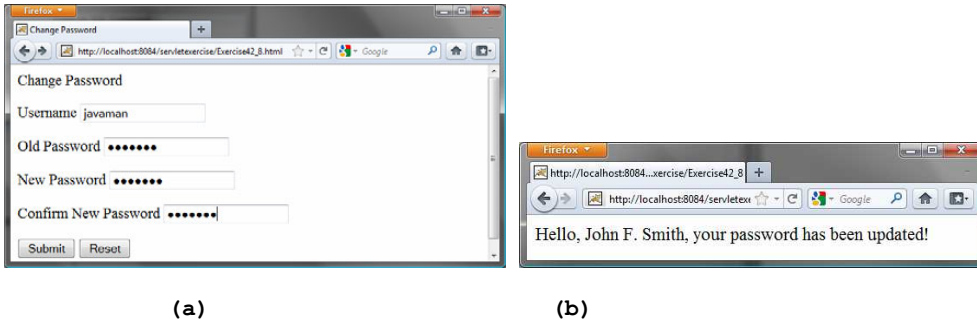 Firefox
Change Password
+
http://localhost:8084/servletexercise/Exercise42_8.html
Google
Change Password
Username javaman
Old Password •••••••
New Password •••••••
Confirm New Password •••••••
Submit Reset
Firefox
http://localhost:8084...xercise/Exercise42_8
+
http://localhost:8084/servletexe
Google
Hello, John F. Smith, your password has been updated!
(a)
(b)